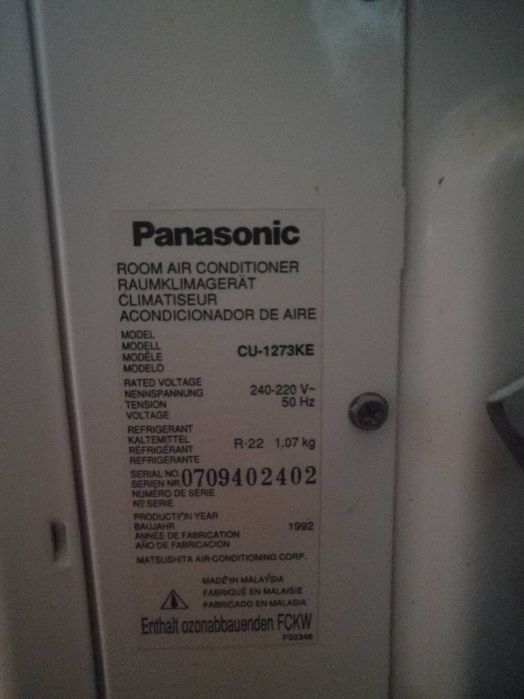 Panasonic
ROOM AIR CONDITIONER
RAUMKLIMAGERÄT
CLIMATISEUR
ACONDICIONADOR DE AIRE
MODEL
MODELL
MODÈLE
MODELO
CU-1273KE
RATED VOLTAGE
NENNSPANNUNG
TENSION
VOLTAGE
240-220 V~
50 Hz
REFRIGERANT
KALTEMITTEL
RÉFRIGÉRANT
REFRIGERANTE
R-22 1,07 kg
SERIAL NO.
SERIEN NR.
NUMÉRO DE SÉRIE
Nº SERIE
0709402402
PRODUCTION YEAR
BAUJAHR
ANNÉE DE FABRICATION
AÑO DE FABRICACION
1992
MATSUSHITA AIR-CONDITIONING CORP.
MADE IN MALAYSIA
FABRIQUÉ EN MALAISIE
FABRICADO EN MALASIA
Enthält ozonabbauenden FCKW
F02346